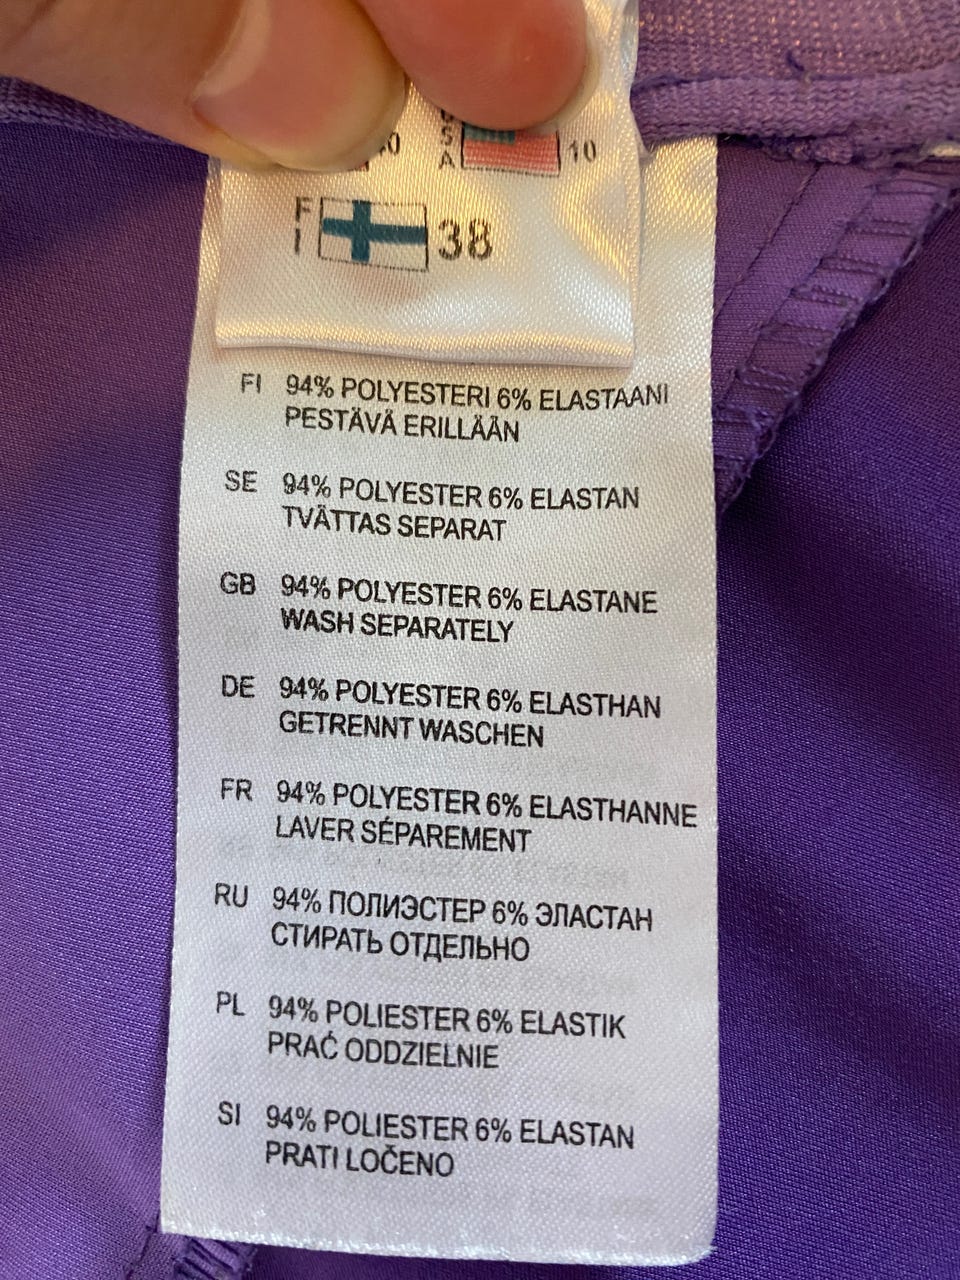 USA 10
FI 38
FI 94% POLYESTERI 6% ELASTAANI
PESTÄVÄ ERILLÄÄN
SE 94% POLYESTER 6% ELASTAN
TVÄTTAS SEPARAT
GB 94% POLYESTER 6% ELASTANE
WASH SEPARATELY
DE 94% POLYESTER 6% ELASTHAN
GETRENNT WASCHEN
FR 94% POLYESTER 6% ELASTHANNE
LAVER SÉPAREMENT
RU 94% ПОЛИЭСТЕР 6% ЭЛАСТАН
СТИРАТЬ ОТДЕЛЬНО
PL 94% POLIESTER 6% ELASTIK
PRAĆ ODDZIELNIE
SI 94% POLIESTER 6% ELASTAN
PRATI LOČENO